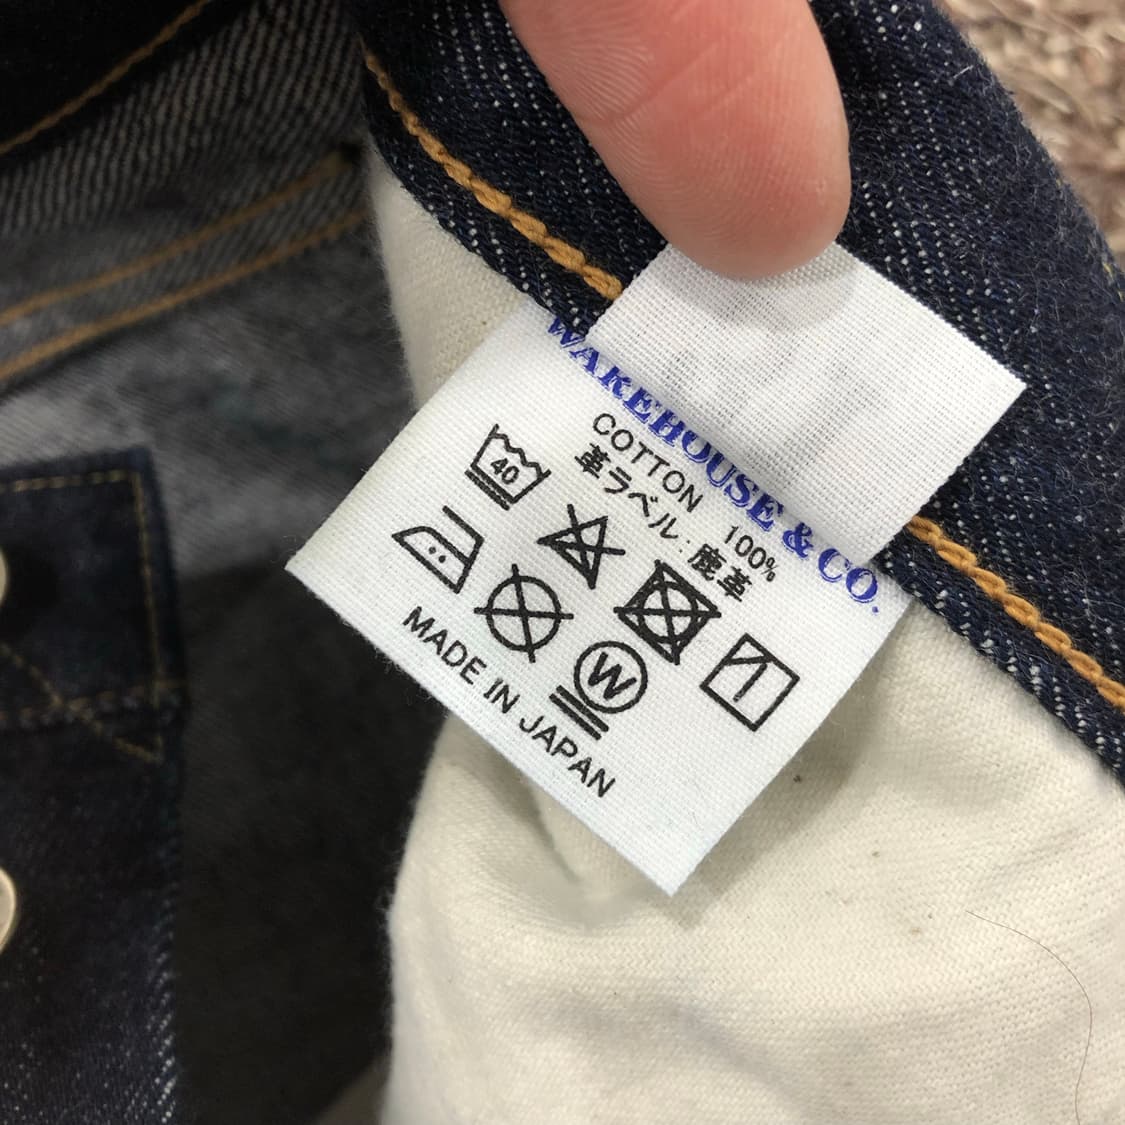 WAREHOUSE & CO.
COTTON 100%
革ラベル:鹿革
40
W
MADE IN JAPAN